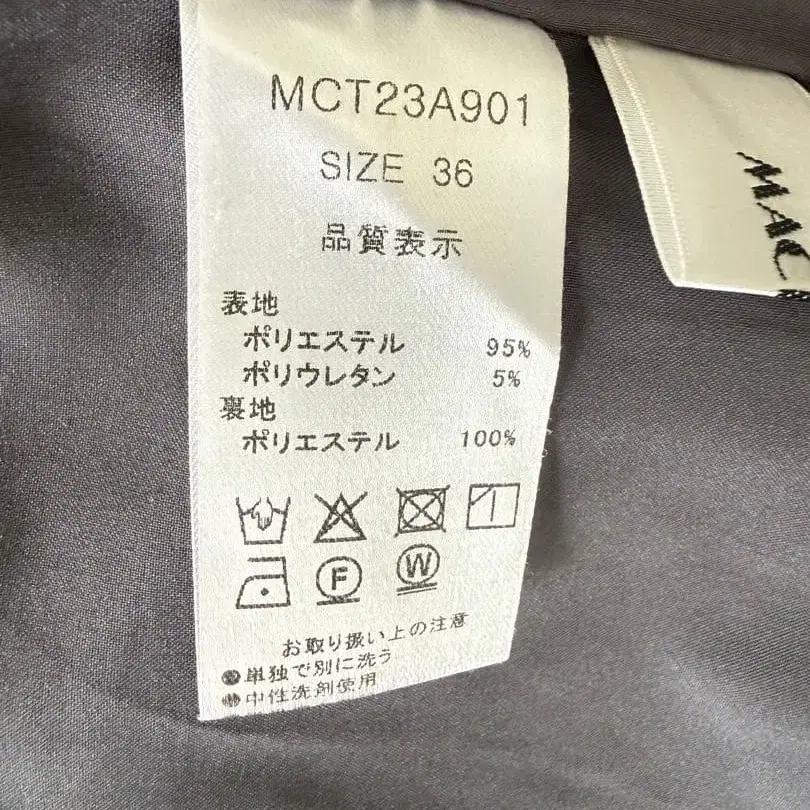 MCT23A901
SIZE 36
品質表示
表地
ポリエステル 95%
ポリウレタン 5%
裏地
ポリエステル 100%
F
W
お取り扱い上の注意
●単独で別に洗う
●中性洗剤使用
MAC